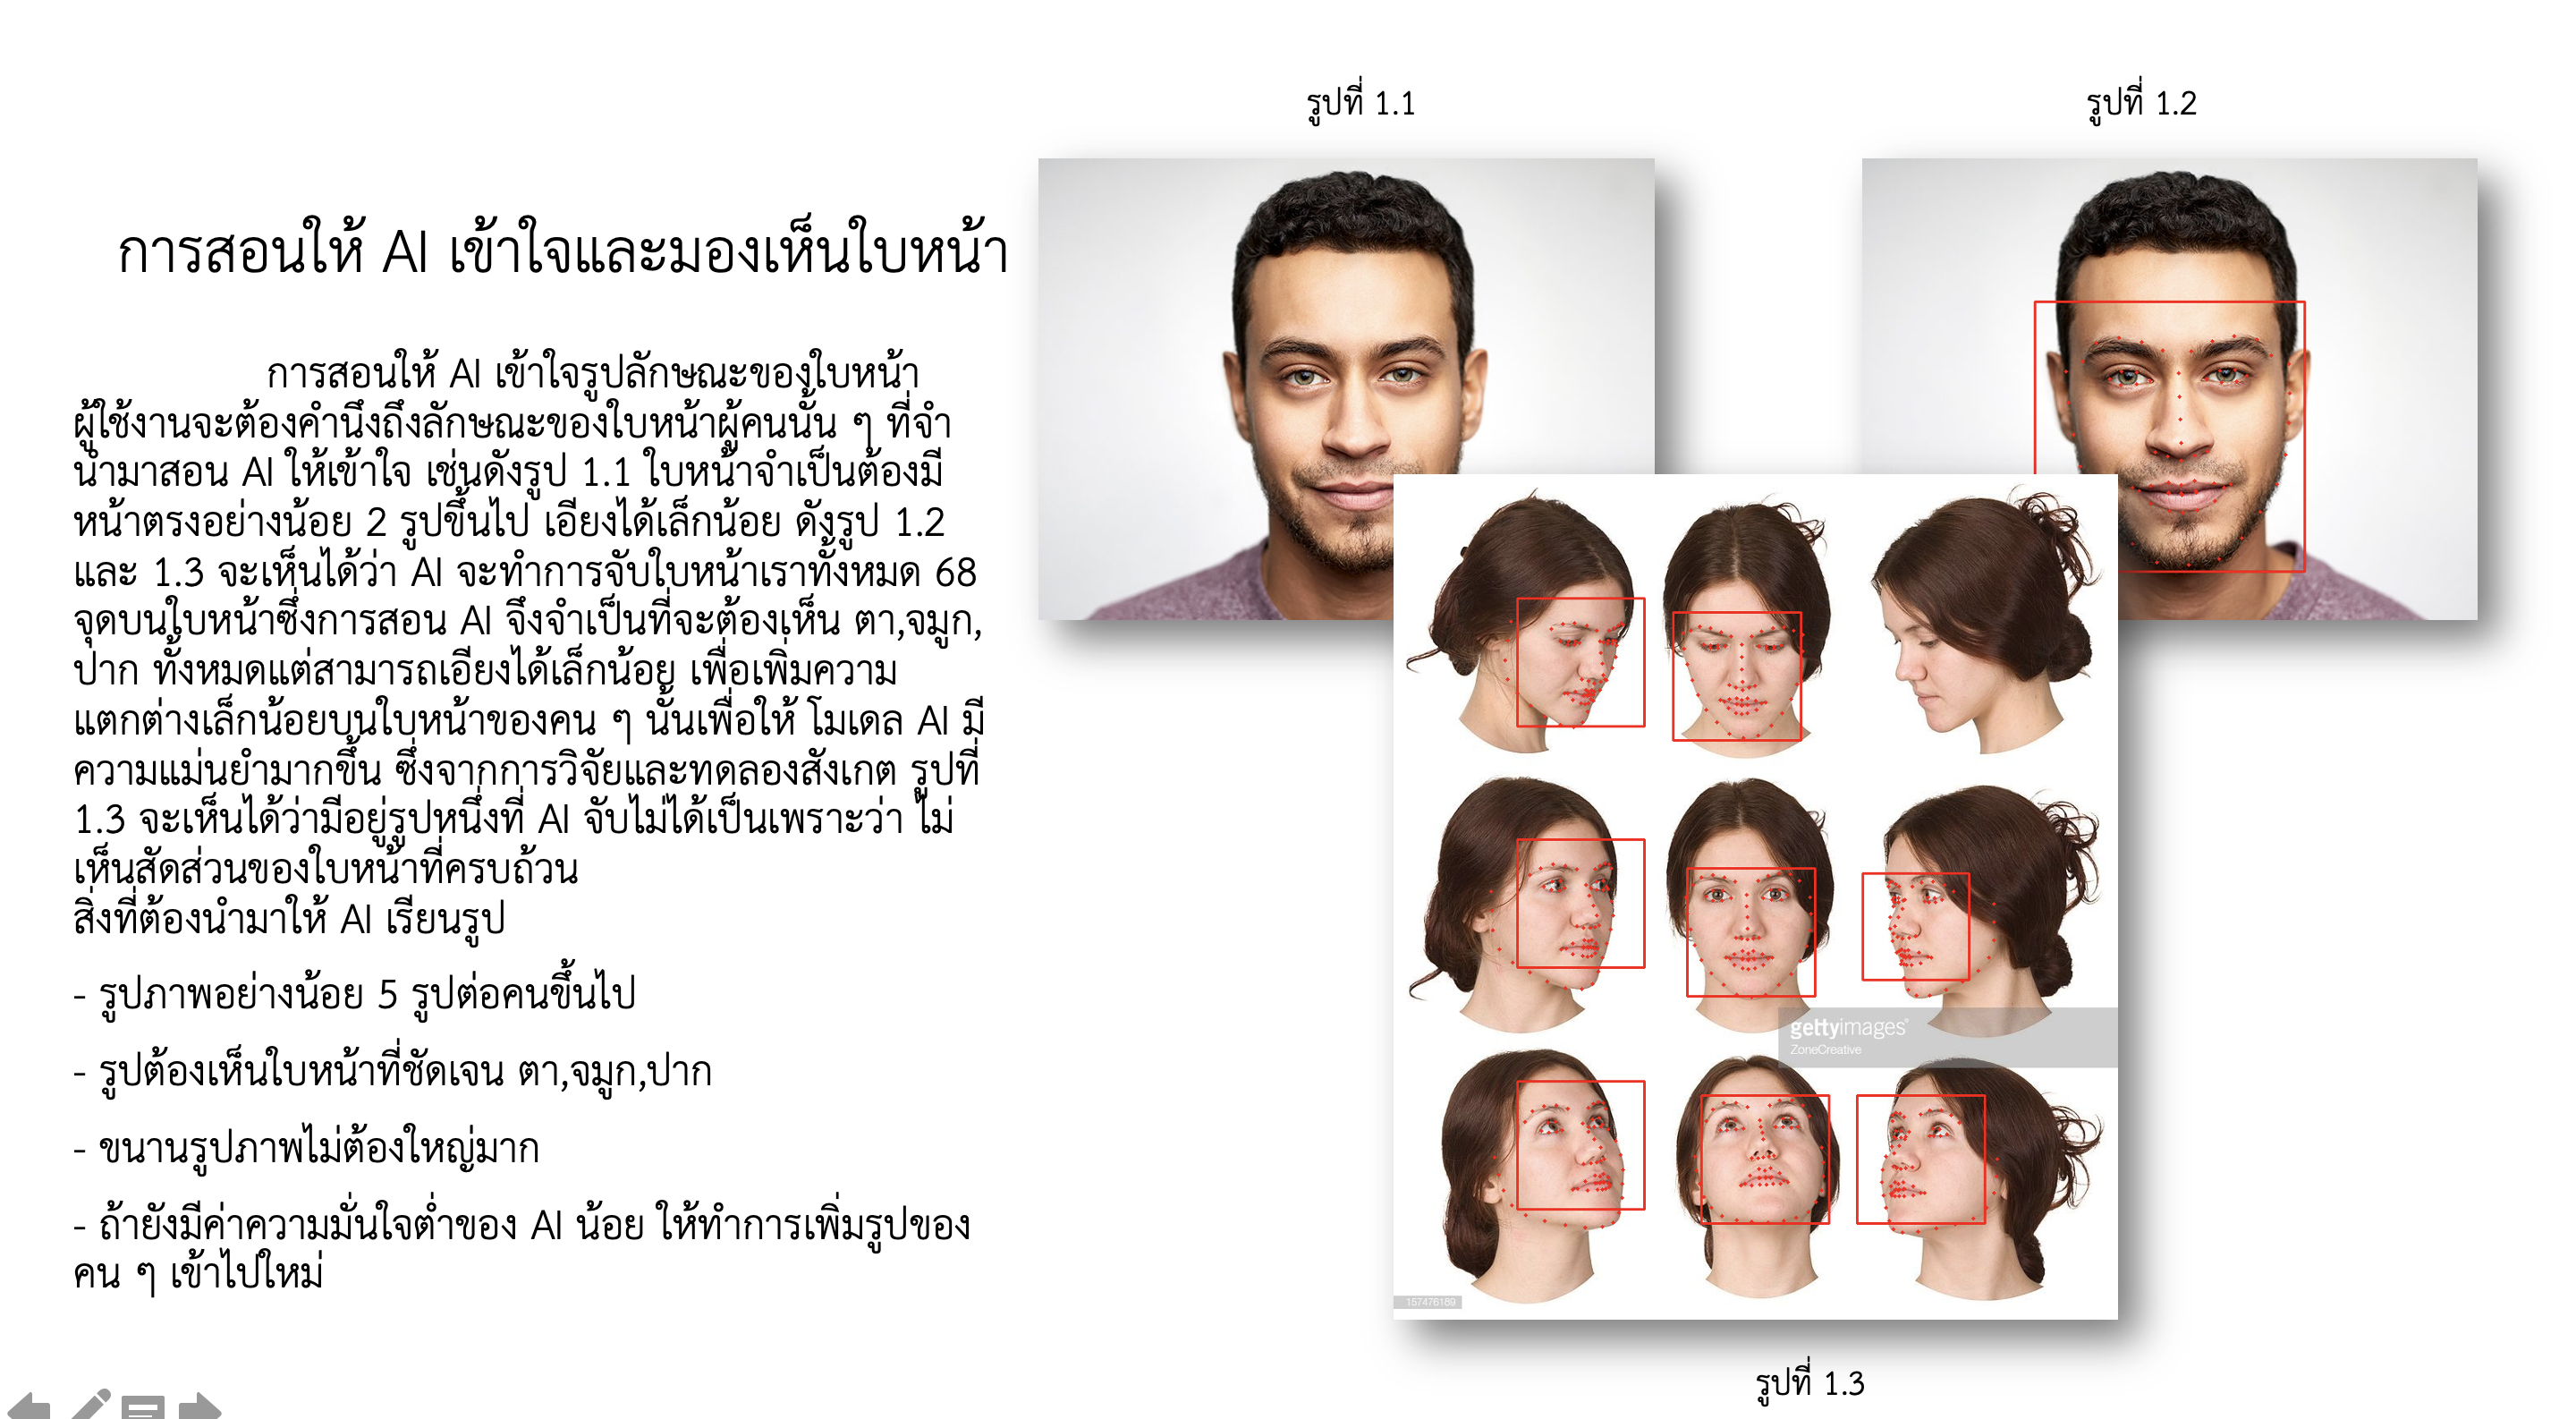 รูปที่ 1.1
รูปที่ 1.2
การสอนให้ AI เข้าใจและมองเห็นใบหน้า
การสอนให้ AI เข้าใจรูปลักษณะของใบหน้า
ผู้ใช้งานจะต้องคำนึงถึงลักษณะของใบหน้าผู้คนนั้น ๆ ที่จำ
นำมาสอน AI ให้เข้าใจ เช่นดังรูป 1.1 ใบหน้าจำเป็นต้องมี
หน้าตรงอย่างน้อย 2 รูปขึ้นไป เอียงได้เล็กน้อย ดังรูป 1.2
และ 1.3 จะเห็นได้ว่า AI จะทำการจับใบหน้าเราทั้งหมด 68
จุดบนใบหน้าซึ่งการสอน AI จึงจำเป็นที่จะต้องเห็น ตา,จมูก,
ปาก ทั้งหมดแต่สามารถเอียงได้เล็กน้อย เพื่อเพิ่มความ
แตกต่างเล็กน้อยบนใบหน้าของคน ๆ นั้นเพื่อให้ โมเดล AI มี
ความแม่นยำมากขึ้น ซึ่งจากการวิจัยและทดลองสังเกต รูปที่
1.3 จะเห็นได้ว่ามีอยู่รูปหนึ่งที่ AI จับไม่ได้เป็นเพราะว่า ไม่
เห็นสัดส่วนของใบหน้าที่ครบถ้วน
สิ่งที่ต้องนำมาให้ AI เรียนรูป
- รูปภาพอย่างน้อย 5 รูปต่อคนขึ้นไป
- รูปต้องเห็นใบหน้าที่ชัดเจน ตา,จมูก,ปาก
- ขนานรูปภาพไม่ต้องใหญ่มาก
- ถ้ายังมีค่าความมั่นใจต่ำของ AI น้อย ให้ทำการเพิ่มรูปของ
คน ๆ เข้าไปใหม่
gettyimages®
ZoneCreative
157476189
รูปที่ 1.3